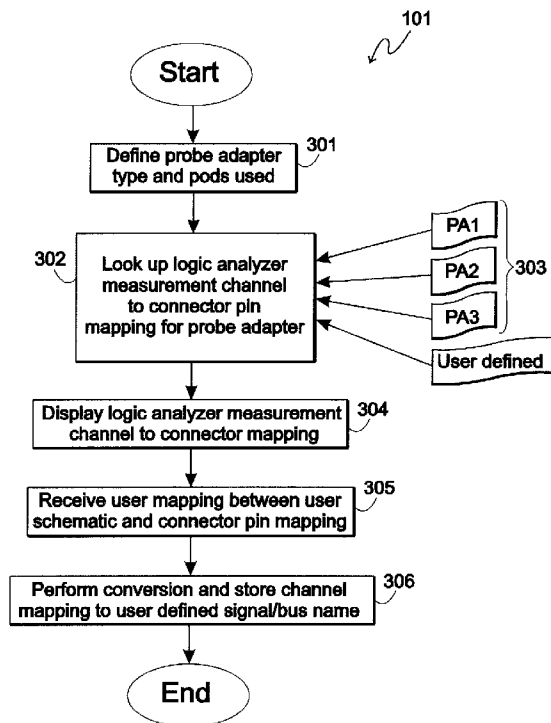 101
Start
Define probe adapter
type and pods used
301
302
Look up logic analyzer
measurement channel
to connector pin
mapping for probe adapter
PA1
PA2
PA3
303
User defined
Display logic analyzer measurement
channel to connector mapping
304
Receive user mapping between user
schematic and connector pin mapping
305
Perform conversion and store channel
mapping to user defined signal/bus name
306
End